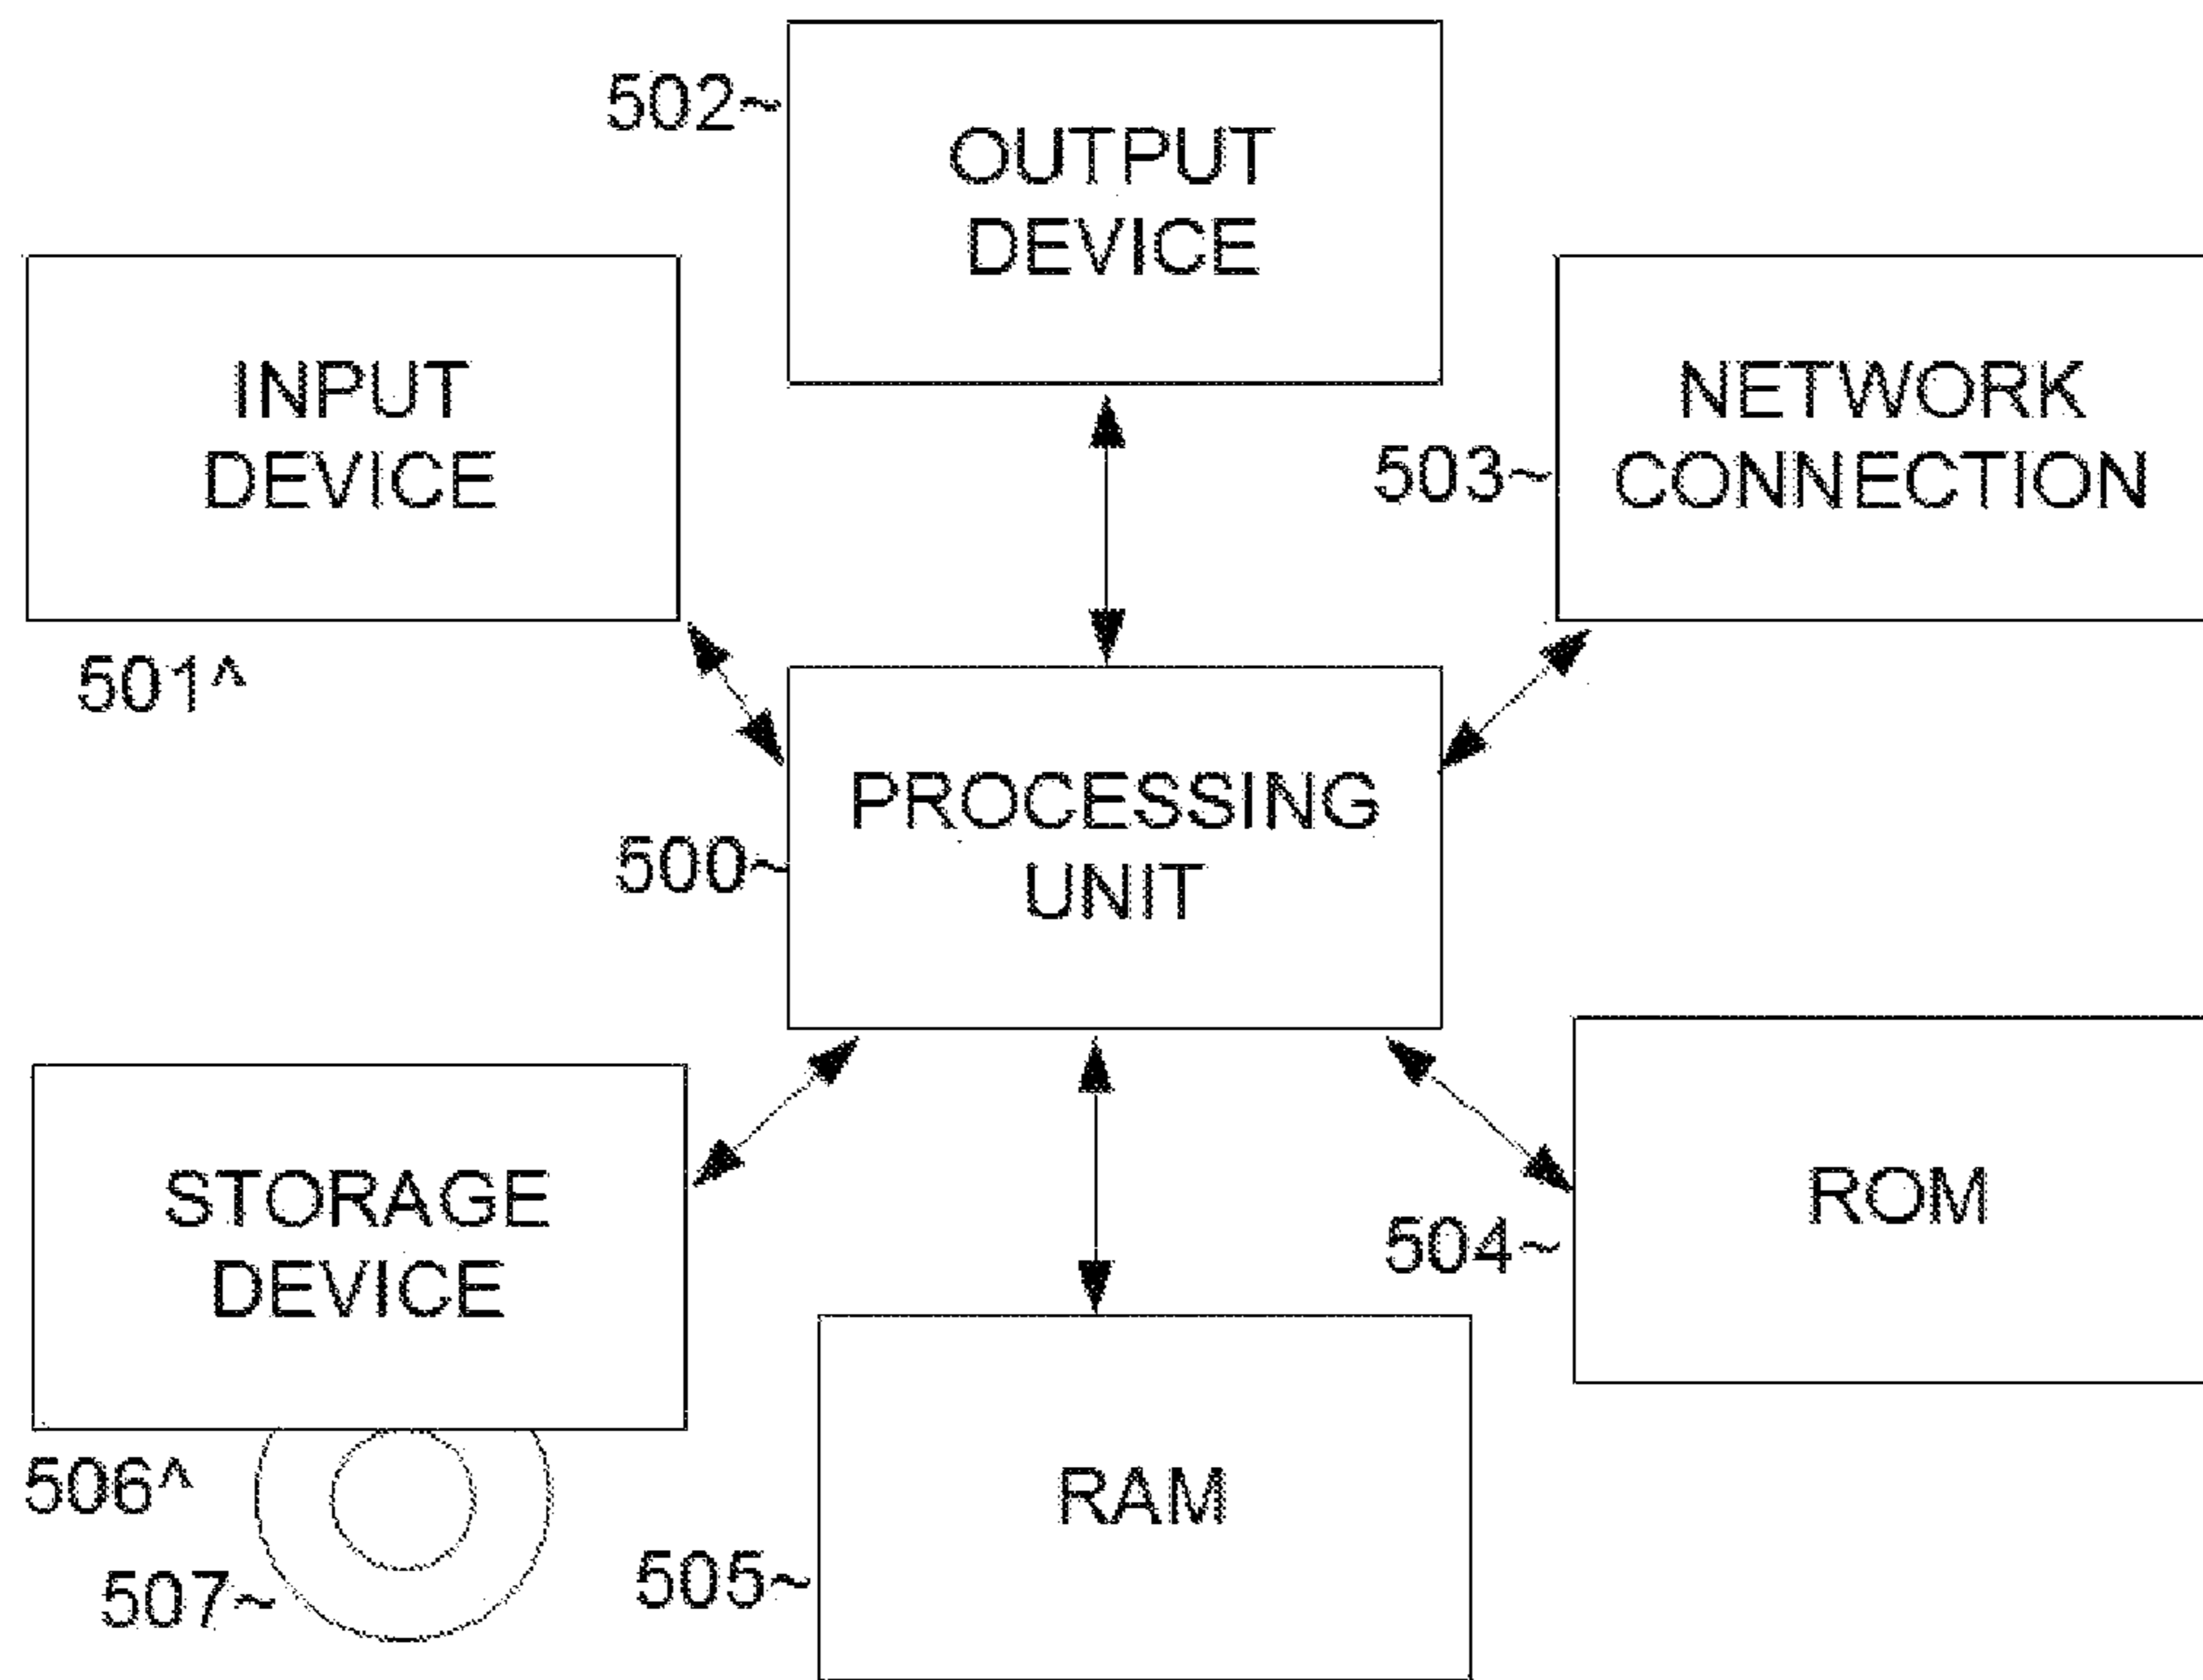 502~
OUTPUT
DEVICE
INPUT
DEVICE
501^
NETWORK
CONNECTION
503~
PROCESSING
UNIT
500~
STORAGE
DEVICE
506^
507~
ROM
504~
RAM
505~